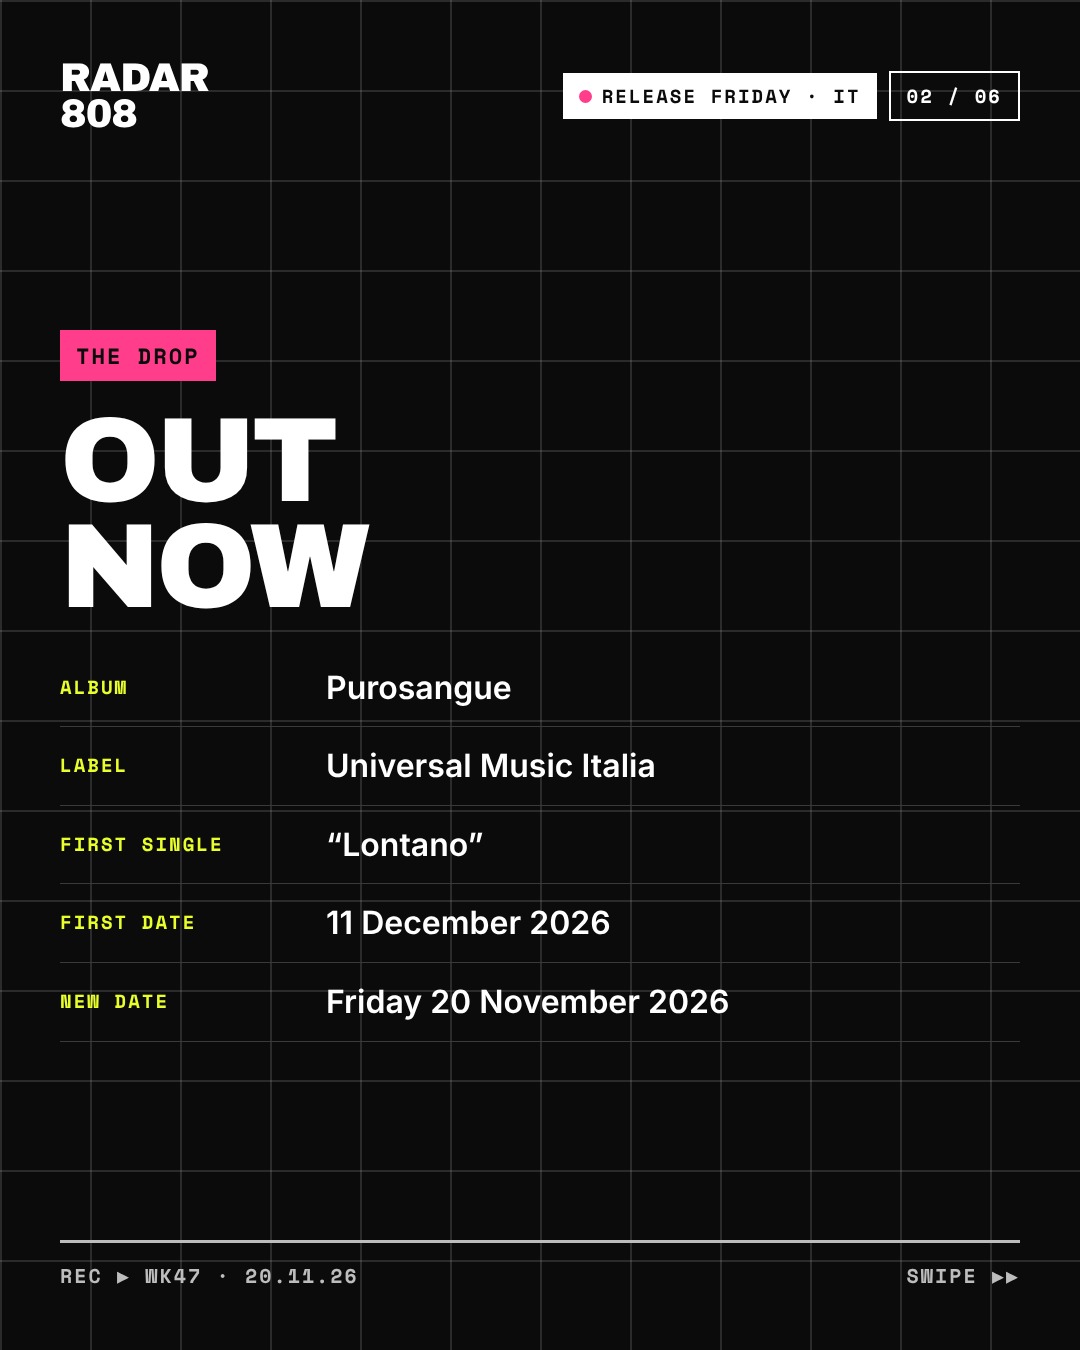 RADAR
808
RELEASE FRIDAY · IT
02 / 06
THE DROP
OUT
NOW
ALBUM Purosangue
LABEL Universal Music Italia
FIRST SINGLE “Lontano”
FIRST DATE 11 December 2026
NEW DATE Friday 20 November 2026
REC ▶ WK47 · 20.11.26
SWIPE ▶▶